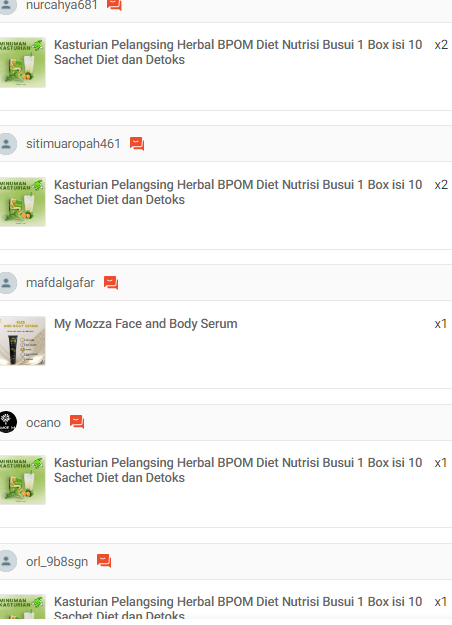 nurcahya681
Kasturian Pelangsing Herbal BPOM Diet Nutrisi Busui 1 Box isi 10 x2
Sachet Diet dan Detoks
MINUMAN
KASTURIAN
sitimuaropah461
Kasturian Pelangsing Herbal BPOM Diet Nutrisi Busui 1 Box isi 10 x2
Sachet Diet dan Detoks
MINUMAN
KASTURIAN
mafdalgafar
My Mozza Face and Body Serum x1
AND BODY SERUM
ocano
Kasturian Pelangsing Herbal BPOM Diet Nutrisi Busui 1 Box isi 10 x1
Sachet Diet dan Detoks
MINUMAN
KASTURIAN
orl_9b8sgn
Kasturian Pelangsing Herbal BPOM Diet Nutrisi Busui 1 Box isi 10 x1
Sachet Diet dan Detoks
MINUMAN
KASTURIAN